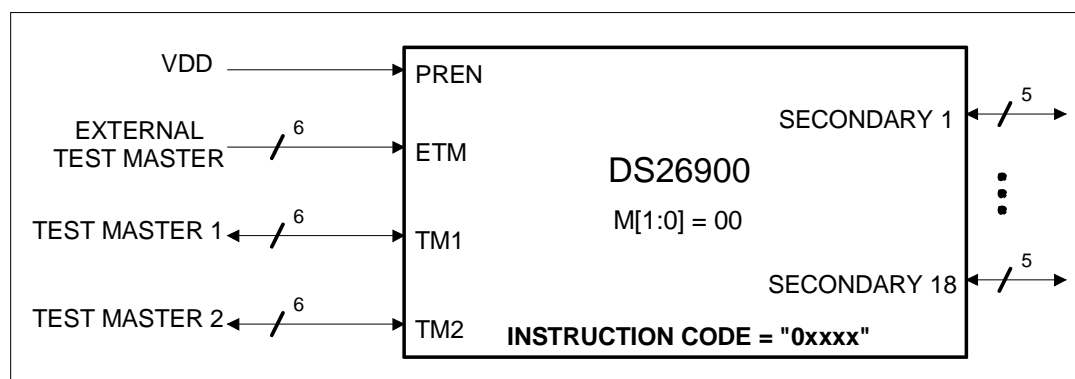 VDD
PREN
EXTERNAL
TEST MASTER
6
ETM
TEST MASTER 1
6
TM1
TEST MASTER 2
6
TM2
DS26900
M[1:0] = 00
INSTRUCTION CODE = "0xxxx"
SECONDARY 1
5
SECONDARY 18
5